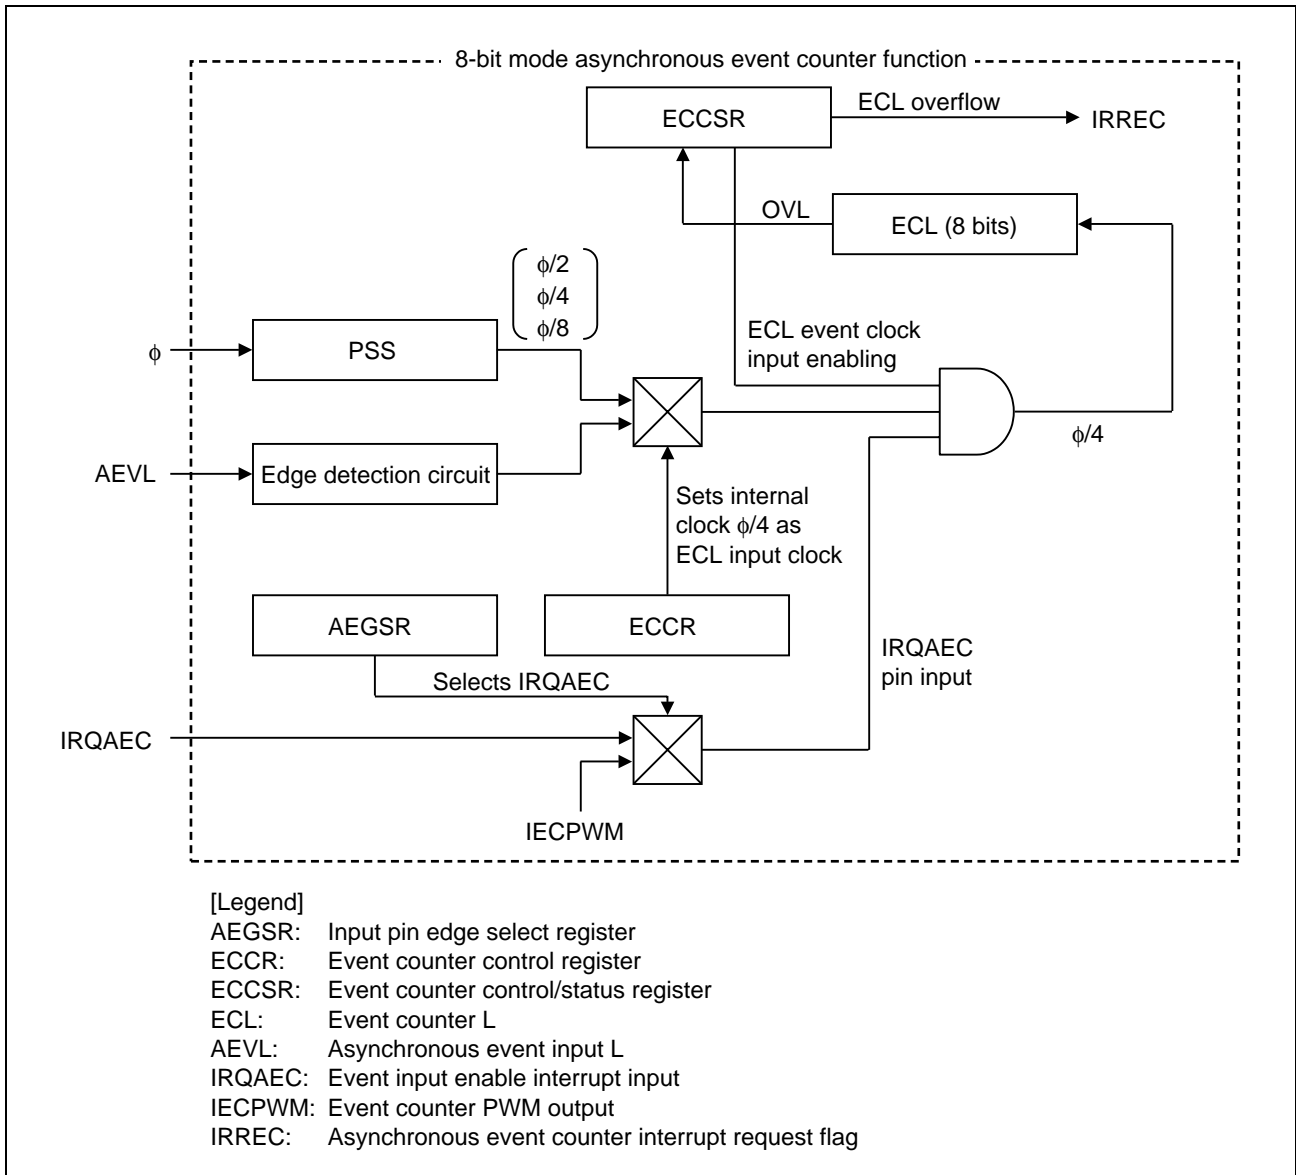 8-bit mode asynchronous event counter function
ECCSR
ECL overflow
IRREC
OVL
ECL (8 bits)
ϕ/2
ϕ/4
ϕ/8
ϕ
PSS
ECL event clock
input enabling
ϕ/4
AEVL
Edge detection circuit
Sets internal
clock ϕ/4 as
ECL input clock
AEGSR
ECCR
IRQAEC
pin input
Selects IRQAEC
IRQAEC
IECPWM
[Legend]
AEGSR: Input pin edge select register
ECCR: Event counter control register
ECCSR: Event counter control/status register
ECL: Event counter L
AEVL: Asynchronous event input L
IRQAEC: Event input enable interrupt input
IECPWM: Event counter PWM output
IRREC: Asynchronous event counter interrupt request flag